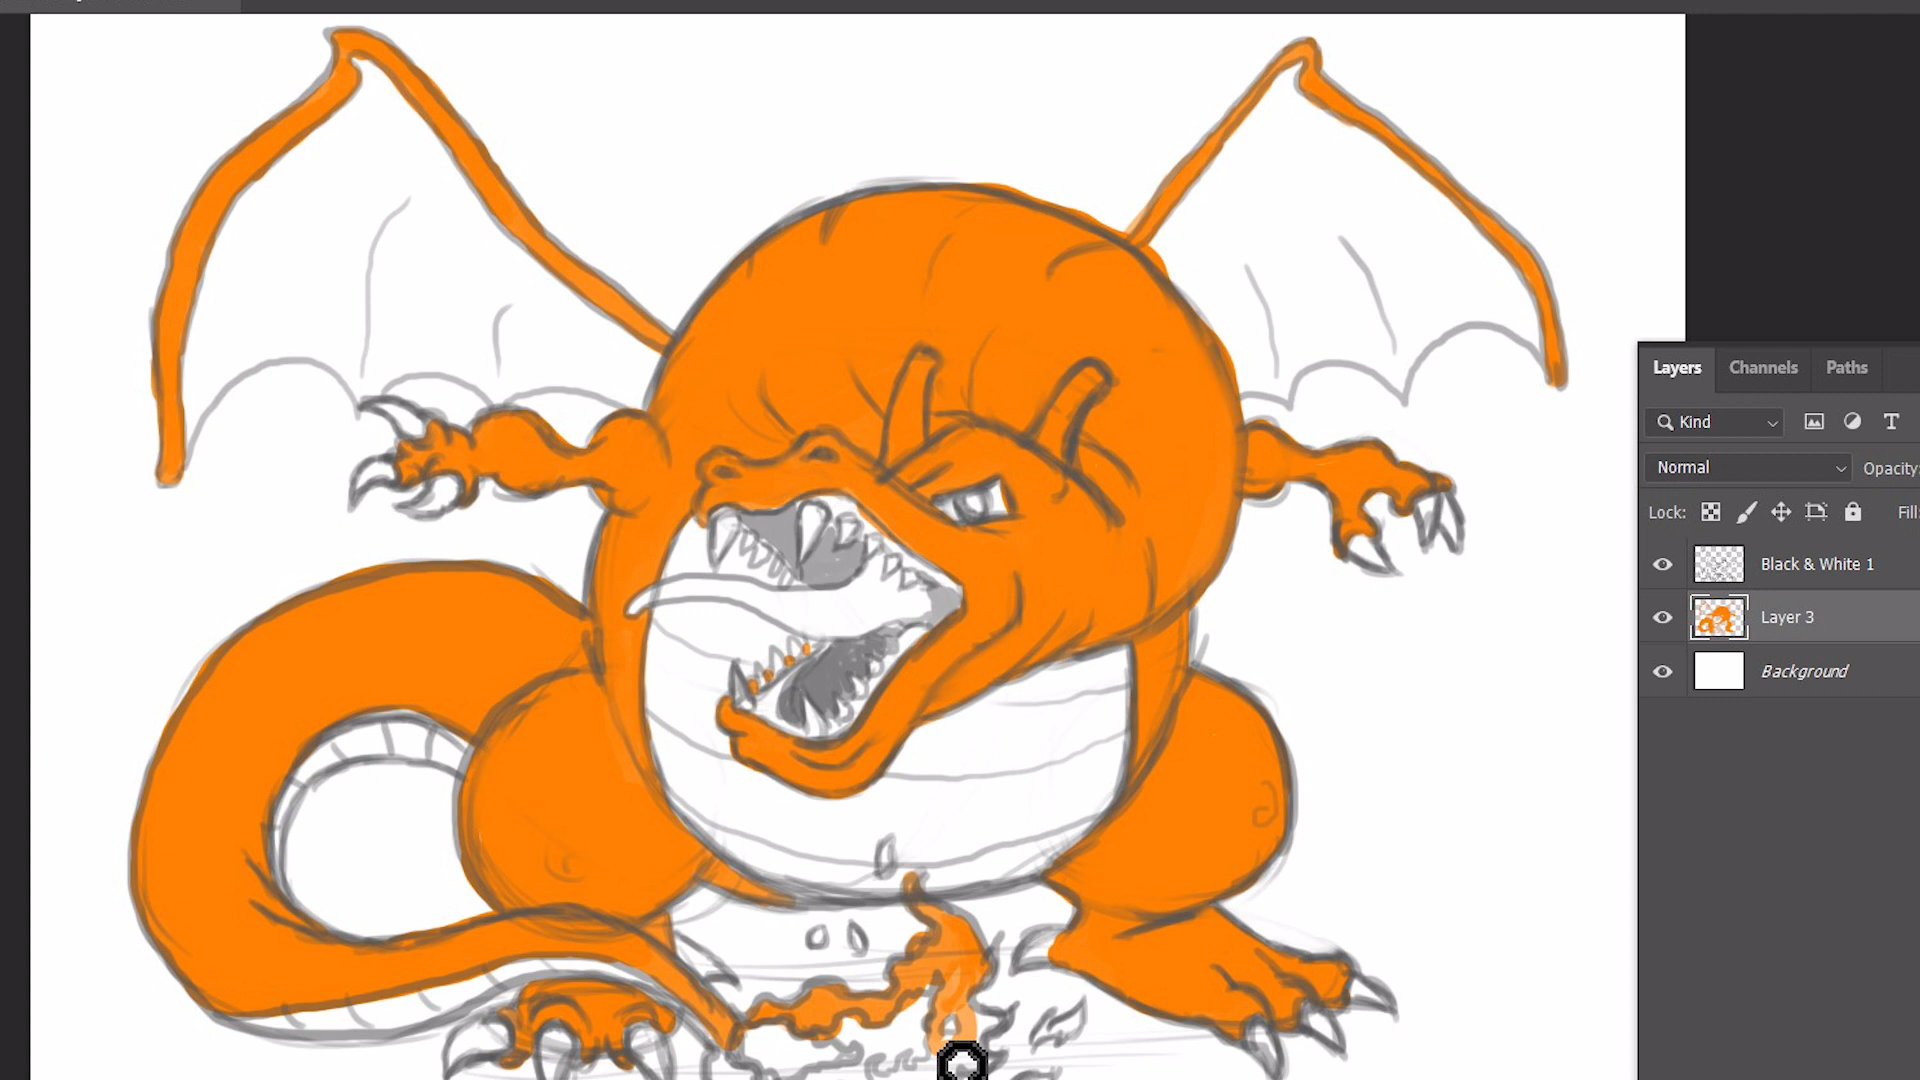 Layers Channels Paths
Kind
Normal Opacity:
Lock: Fill:
Black & White 1
Layer 3
Background